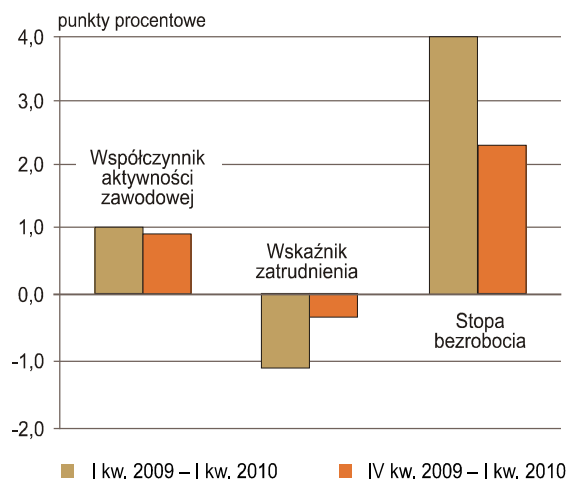 punkty procentowe
4,0
3,0
2,0
1,0
0,0
-1,0
-2,0
Współczynnik
aktywności
zawodowej
Wskaźnik
zatrudnienia
Stopa
bezrobocia
I kw, 2009 – I kw, 2010
IV kw, 2009 – I kw, 2010